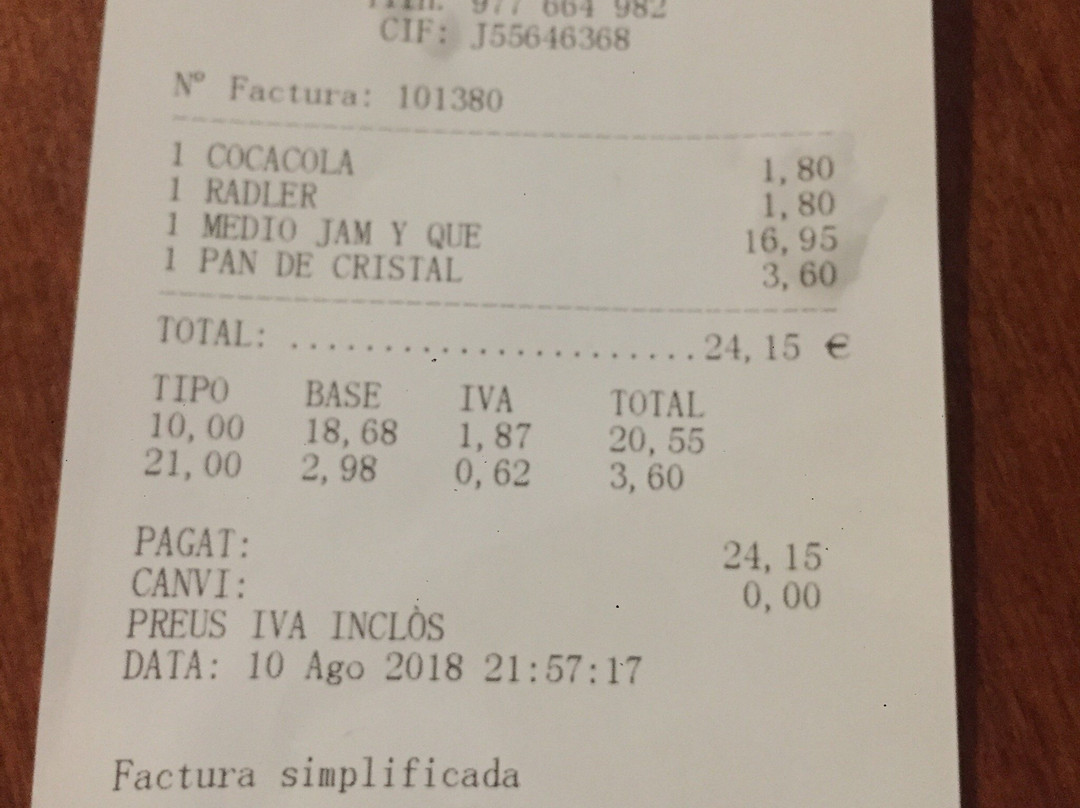 977 664 982
CIF: J55646368
Nº Factura: 101380
1 COCACOLA 1,80
1 RADLER 1,80
1 MEDIO JAM Y QUE 16,95
1 PAN DE CRISTAL 3,60
TOTAL: ......................24,15 €
TIPO BASE IVA TOTAL
10,00 18,68 1,87 20,55
21,00 2,98 0,62 3,60
PAGAT: 24,15
CANVI: 0,00
PREUS IVA INCLÒS
DATA: 10 Ago 2018 21:57:17
Factura simplificada